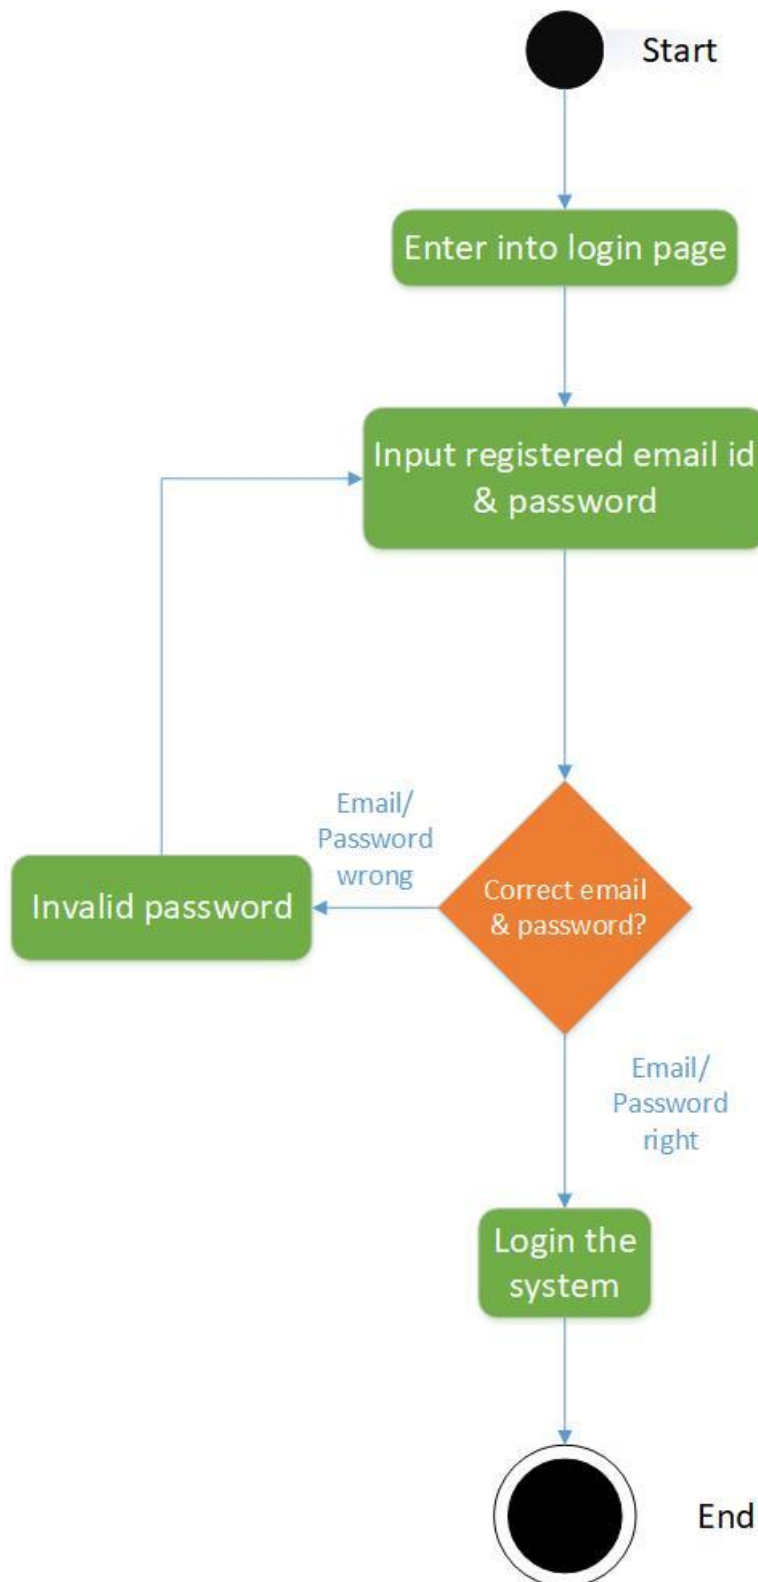 Start
Enter into login page
Input registered email id
& password
Email/
Password
wrong
Invalid password
Correct email
& password?
Email/
Password
right
Login the
system
End